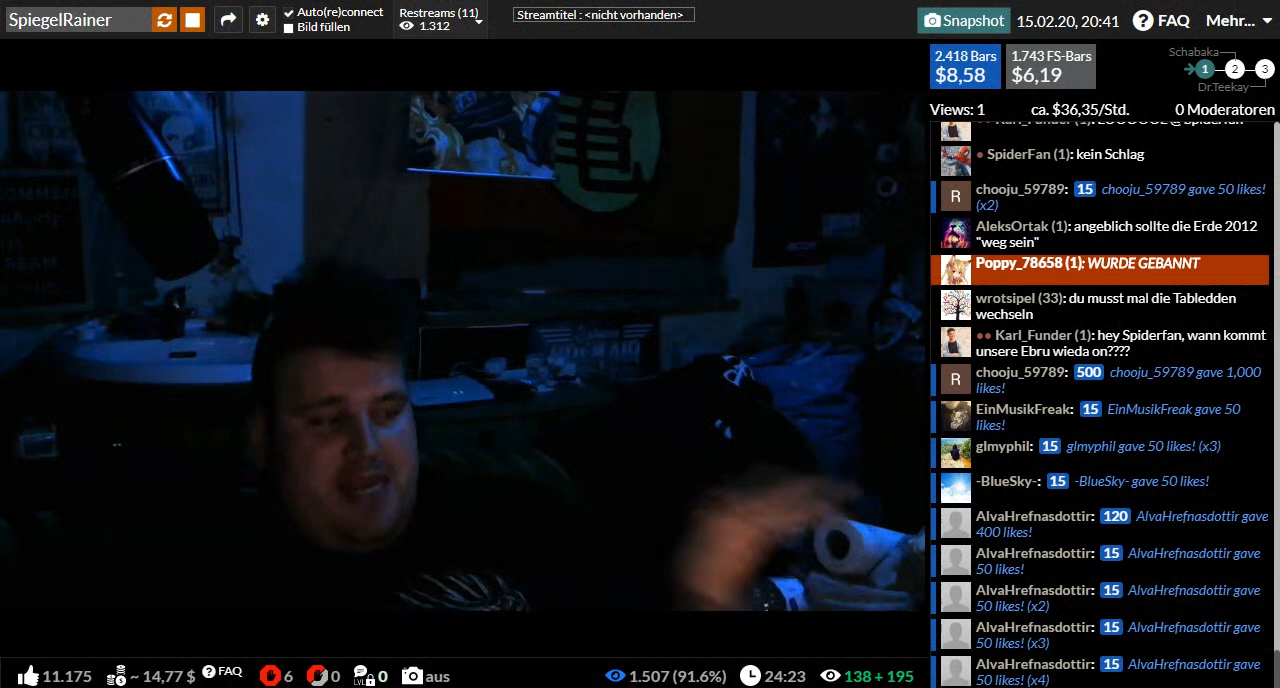 SpiegelRainer
Auto(re)connect
Bild füllen
Restreams (11)
1.312
Streamtitel : <nicht vorhanden>
Snapshot
15.02.20, 20:41
FAQ
Mehr...
2.418 Bars
$8,58
1.743 FS-Bars
$6,19
Schabaka
1 2 3
Dr.Teekay
Views: 1 ca. $36,35/Std. 0 Moderatoren
SpiderFan (1): kein Schlag
chooju_59789: 15 chooju_59789 gave 50 likes!
(x2)
AleksOrtak (1): angeblich sollte die Erde 2012
"weg sein"
Poppy_78658 (1): WURDE GEBANNT
wrotsipel (33): du musst mal die Tabledden
wechseln
Karl_Funder (1): hey Spiderfan, wann kommt
unsere Ebru wieda on????
R
chooju_59789: 500 chooju_59789 gave 1,000
likes!
EinMusikFreak: 15 EinMusikFreak gave 50
likes!
glmyphil: 15 glmyphil gave 50 likes! (x3)
-BlueSky-: 15 -BlueSky- gave 50 likes!
AlvaHrefnasdottir: 120 AlvaHrefnasdottir gave
400 likes!
AlvaHrefnasdottir: 15 AlvaHrefnasdottir gave
50 likes!
AlvaHrefnasdottir: 15 AlvaHrefnasdottir gave
50 likes! (x2)
AlvaHrefnasdottir: 15 AlvaHrefnasdottir gave
50 likes! (x3)
AlvaHrefnasdottir: 15 AlvaHrefnasdottir gave
50 likes! (x4)
11.175 ~ 14,77 $ FAQ 6 0 LVL 0 aus 1.507 (91.6%) 24:23 138 + 195